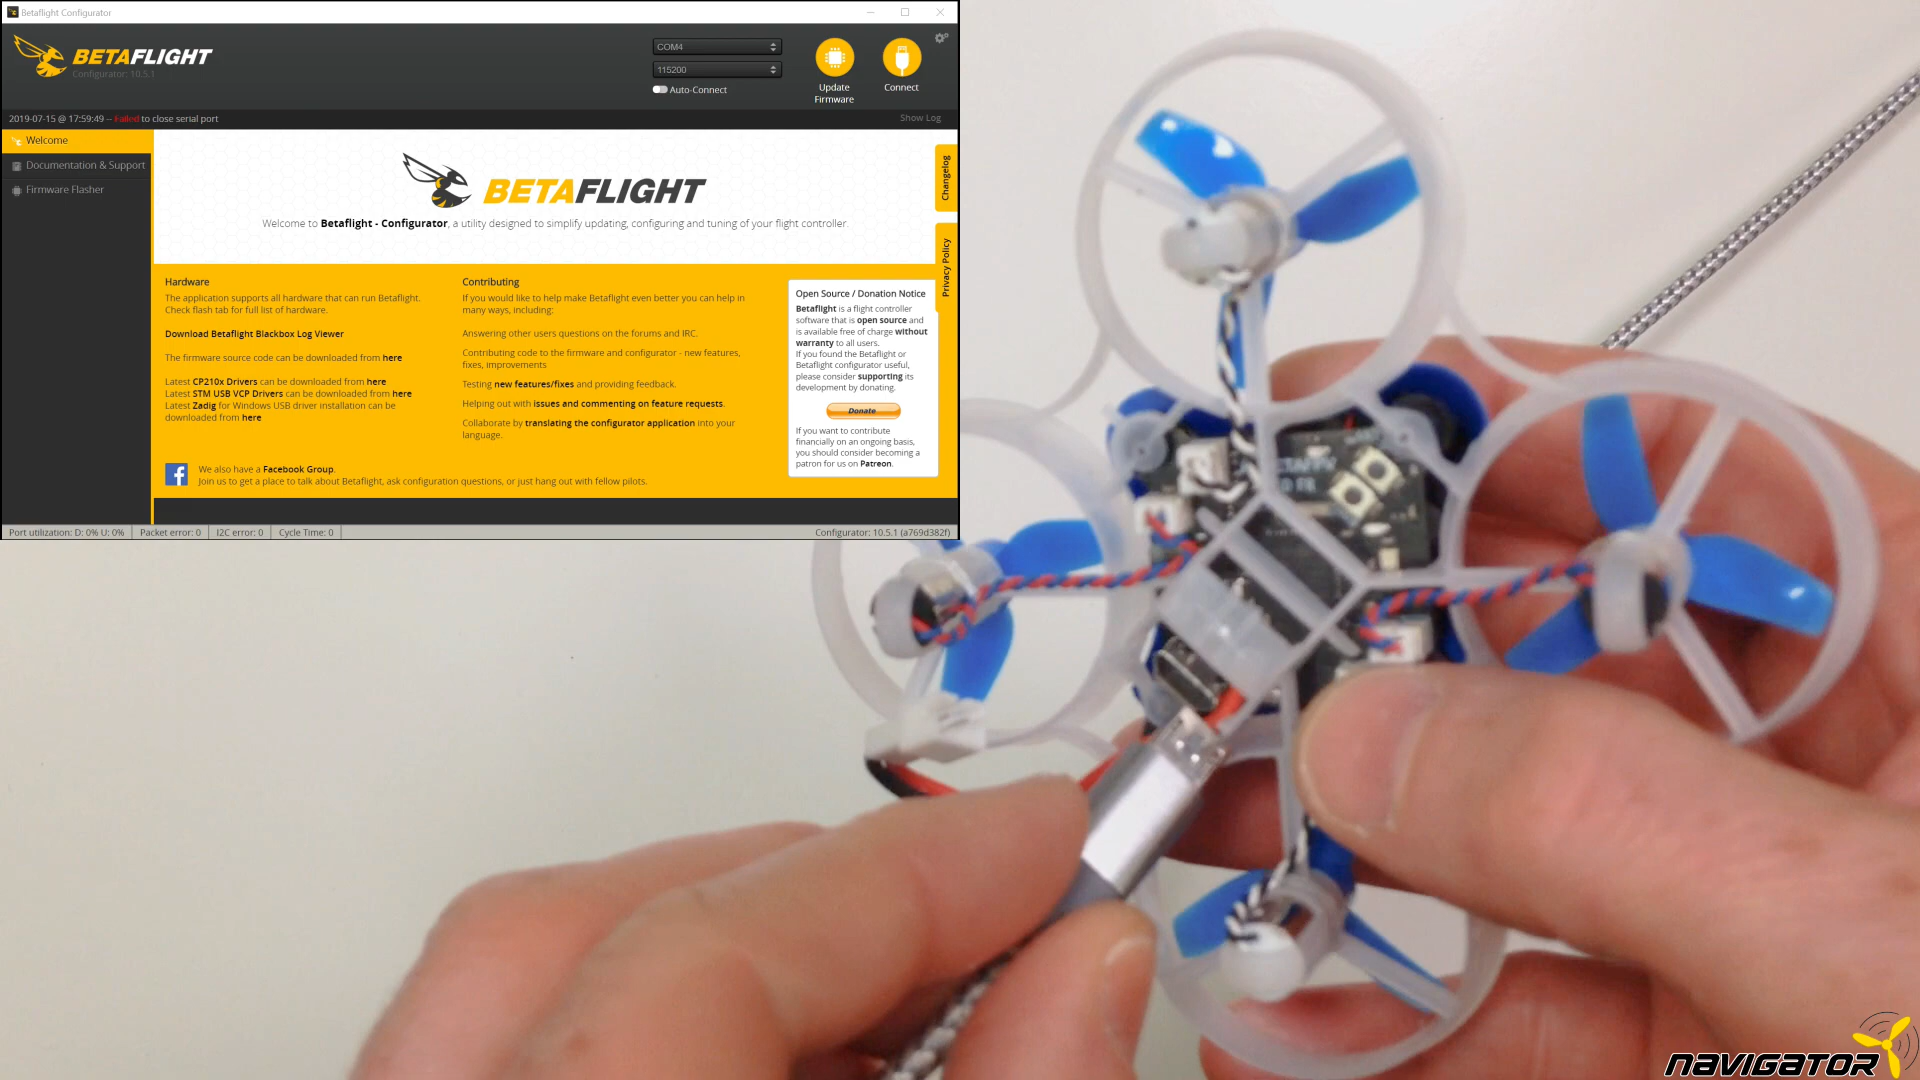 Betaflight Configurator
BETAFLIGHT
Configurator: 10.5.1
COM4
115200
Auto-Connect
Update
Firmware
Connect
2019-07-15 @ 17:59:49 -- Failed to close serial port
Show Log
Welcome
Documentation & Support
Firmware Flasher
BETAFLIGHT
Welcome to Betaflight - Configurator, a utility designed to simplify updating, configuring and tuning of your flight controller.
Changelog
Privacy Policy
Hardware
The application supports all hardware that can run Betaflight.
Check flash tab for full list of hardware.
Download Betaflight Blackbox Log Viewer
The firmware source code can be downloaded from here
Latest CP210x Drivers can be downloaded from here
Latest STM USB VCP Drivers can be downloaded from here
Latest Zadig for Windows USB driver installation can be
downloaded from here
Contributing
If you would like to help make Betaflight even better you can help in
many ways, including:
Answering other users questions on the forums and IRC.
Contributing code to the firmware and configurator - new features,
fixes, improvements
Testing new features/fixes and providing feedback.
Helping out with issues and commenting on feature requests.
Collaborate by translating the configurator application into your
language.
Open Source / Donation Notice
Betaflight is a flight controller
software that is open source and
is available free of charge without
warranty to all users.
If you found the Betaflight or
Betaflight configurator useful,
please consider supporting its
development by donating.
Donate
If you want to contribute
financially on an ongoing basis,
you should consider becoming a
patron for us on Patreon.
We also have a Facebook Group.
Join us to get a place to talk about Betaflight, ask configuration questions, or just hang out with fellow pilots.
Port utilization: D: 0% U: 0%
Packet error: 0
I2C error: 0
Cycle Time: 0
Configurator: 10.5.1 (a769d382f)
NAVIGATOR